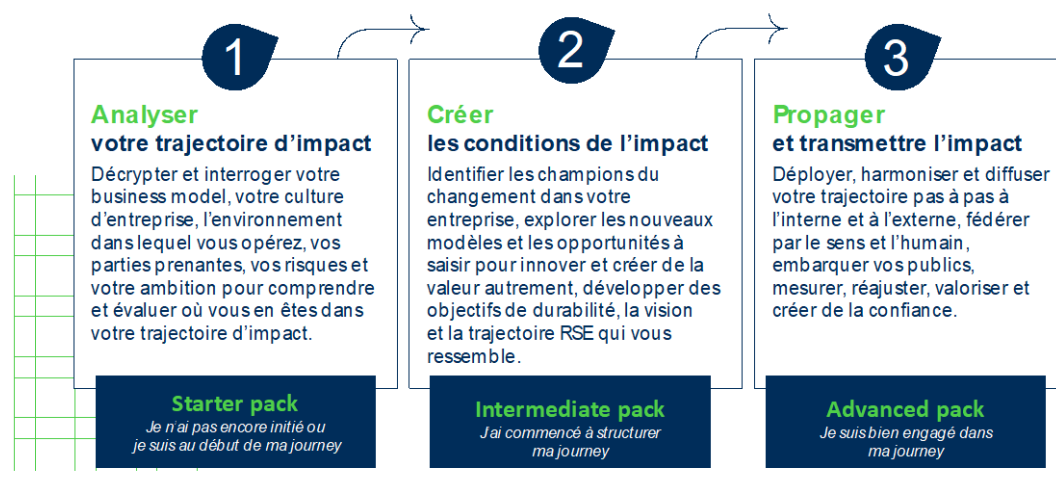 1
Analyser
votre trajectoire d'impact
Décrypter et interroger votre
business model, votre culture
d'entreprise, l'environnement
dans lequel vous opérez, vos
parties prenantes, vos risques et
votre ambition pour comprendre
et évaluer où vous en êtes dans
votre trajectoire d'impact.
Starter pack
Je n'ai pas encore initié ou
je suis au début de ma journey
2
Créer
les conditions de l'impact
Identifier les champions du
changement dans votre
entreprise, explorer les nouveaux
modèles et les opportunités à
saisir pour innover et créer de la
valeur autrement, développer des
objectifs de durabilité, la vision
et la trajectoire RSE qui vous
ressemble.
Intermediate pack
J'ai commencé à structurer
ma journey
3
Propager
et transmettre l'impact
Déployer, harmoniser et diffuser
votre trajectoire pas à pas à
l'interne et à l'externe, fédérer
par le sens et l'humain,
embarquer vos publics,
mesurer, réajuster, valoriser et
créer de la confiance.
Advanced pack
Je suis bien engagé dans
ma journey